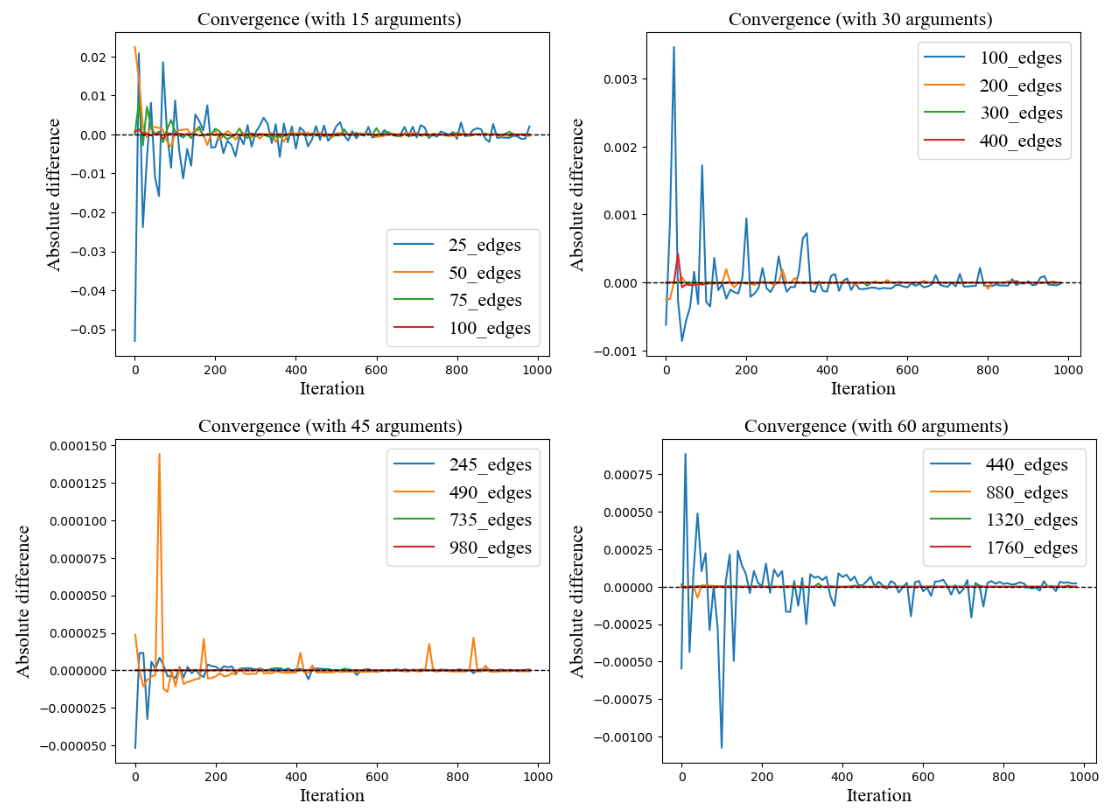 Convergence (with 15 arguments)
Absolute difference
0.02
0.01
0.00
−0.01
−0.02
−0.03
−0.04
−0.05
25_edges
50_edges
75_edges
100_edges
0 200 400 600 800 1000
Iteration
Convergence (with 30 arguments)
Absolute difference
0.003
0.002
0.001
0.000
−0.001
100_edges
200_edges
300_edges
400_edges
0 200 400 600 800 1000
Iteration
Convergence (with 45 arguments)
Absolute difference
0.000150
0.000125
0.000100
0.000075
0.000050
0.000025
0.000000
−0.000025
−0.000050
245_edges
490_edges
735_edges
980_edges
0 200 400 600 800 1000
Iteration
Convergence (with 60 arguments)
Absolute difference
0.00075
0.00050
0.00025
0.00000
−0.00025
−0.00050
−0.00075
−0.00100
440_edges
880_edges
1320_edges
1760_edges
0 200 400 600 800 1000
Iteration